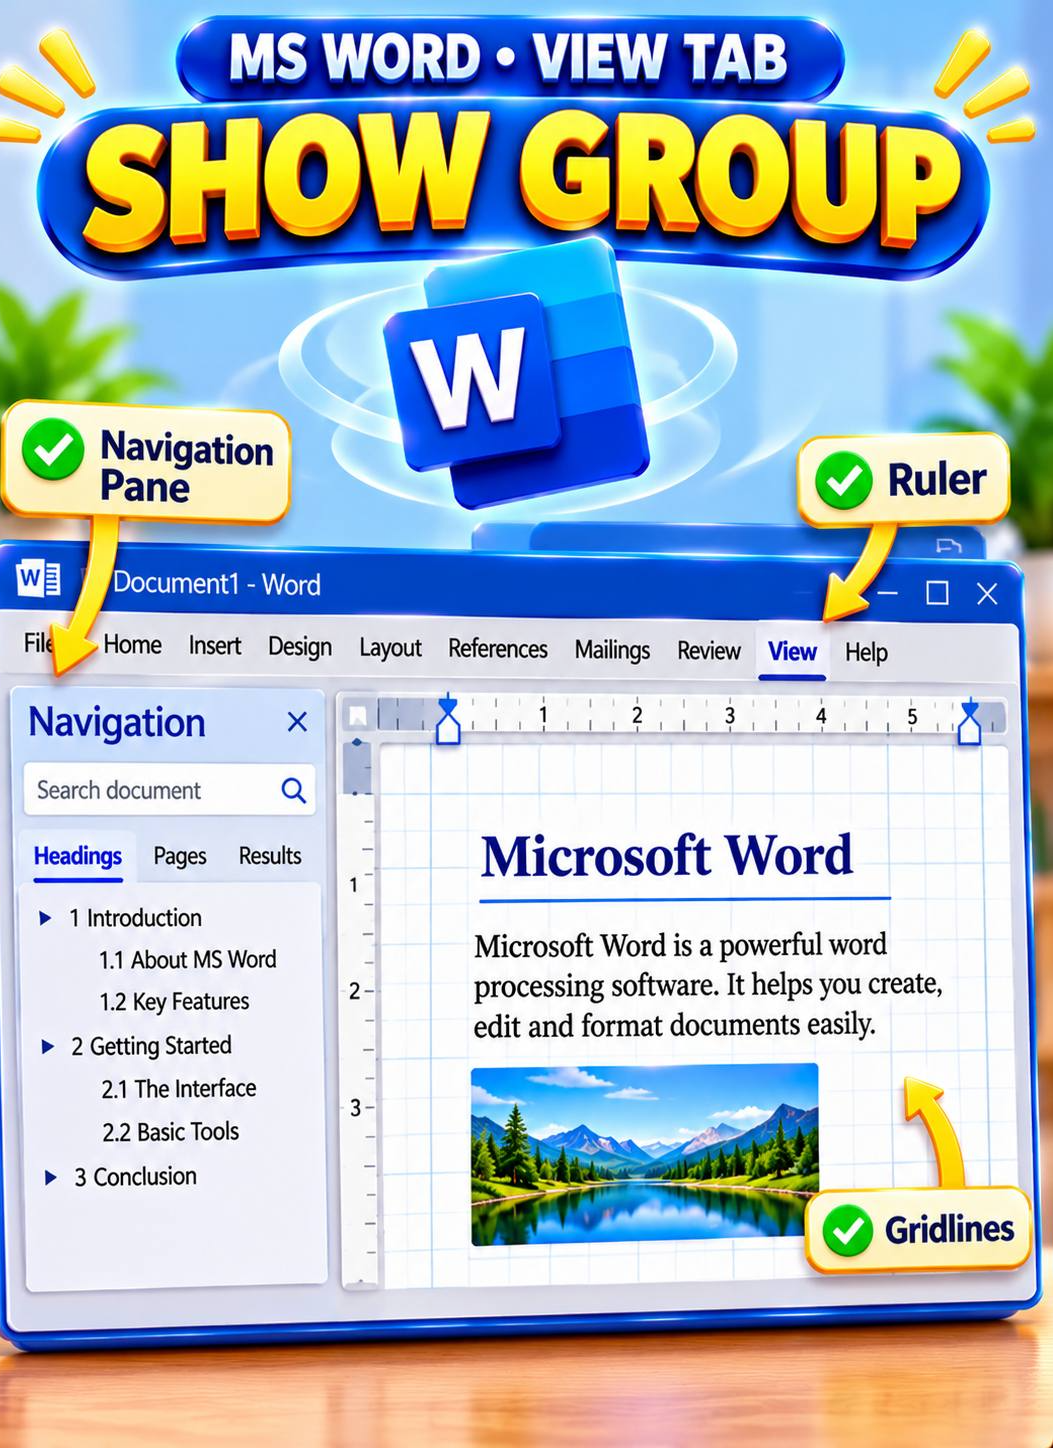 MS WORD • VIEW TAB
SHOW GROUP
W
Navigation
Pane
Ruler
W
Document1 - Word
File Home Insert Design Layout References Mailings Review View Help
Navigation
Search document
Headings Pages Results
1 Introduction
1.1 About MS Word
1.2 Key Features
2 Getting Started
2.1 The Interface
2.2 Basic Tools
3 Conclusion
1 2 3 4 5
1
2
3
Microsoft Word
Microsoft Word is a powerful word
processing software. It helps you create,
edit and format documents easily.
Gridlines